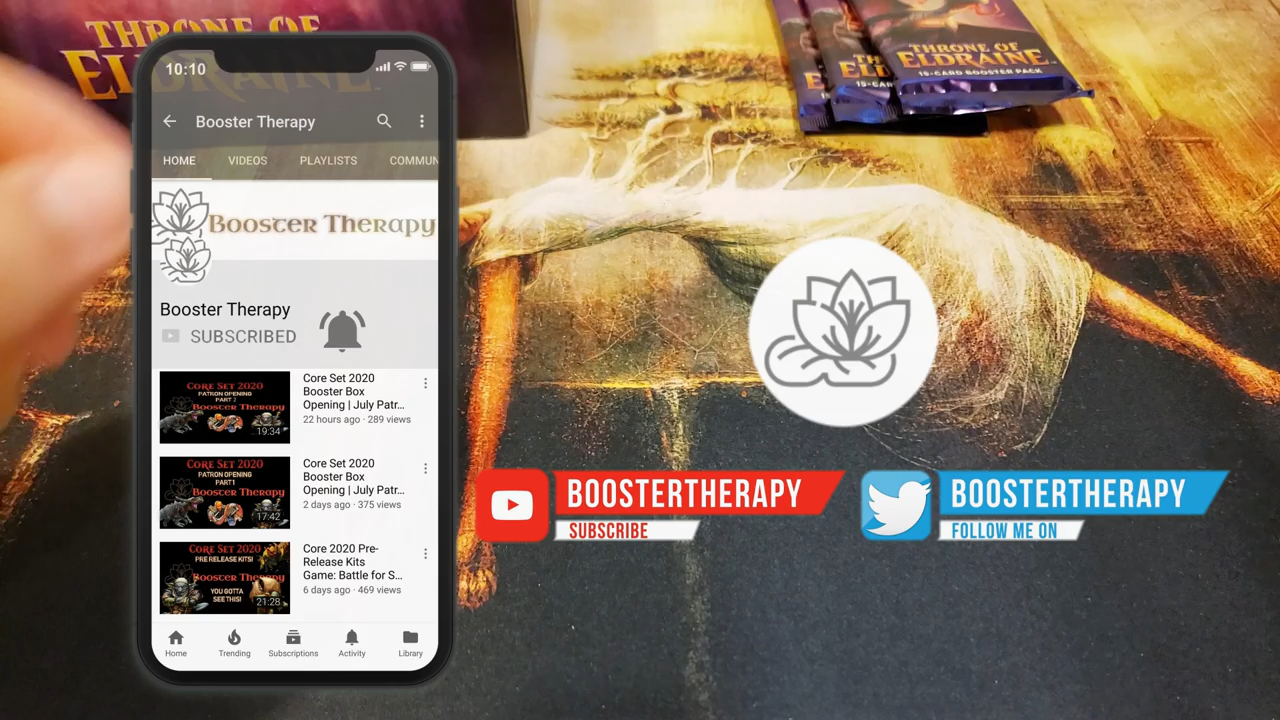 THRONE OF
ELDRAINE
THRONE OF
ELDRAINE
15-CARD BOOSTER PACK
15-CAR
10:10
Booster Therapy
HOME VIDEOS PLAYLISTS COMMUN
Booster Therapy
Booster Therapy
SUBSCRIBED
Core Set 2020
PATRON OPENING
PART 2
Booster Therapy
19:34
Core Set 2020
Booster Box
Opening | July Patr...
22 hours ago · 289 views
Core Set 2020
PATRON OPENING
PART 1
Booster Therapy
17:42
Core Set 2020
Booster Box
Opening | July Patr...
2 days ago · 375 views
Core Set 2020
PRE RELEASE KITS!
Booster Therapy
YOU GOTTA
SEE THIS!
21:28
Core 2020 Pre-
Release Kits
Game: Battle for S...
6 days ago · 469 views
Home Trending Subscriptions Activity Library
BOOSTERTHERAPY
SUBSCRIBE
BOOSTERTHERAPY
FOLLOW ME ON